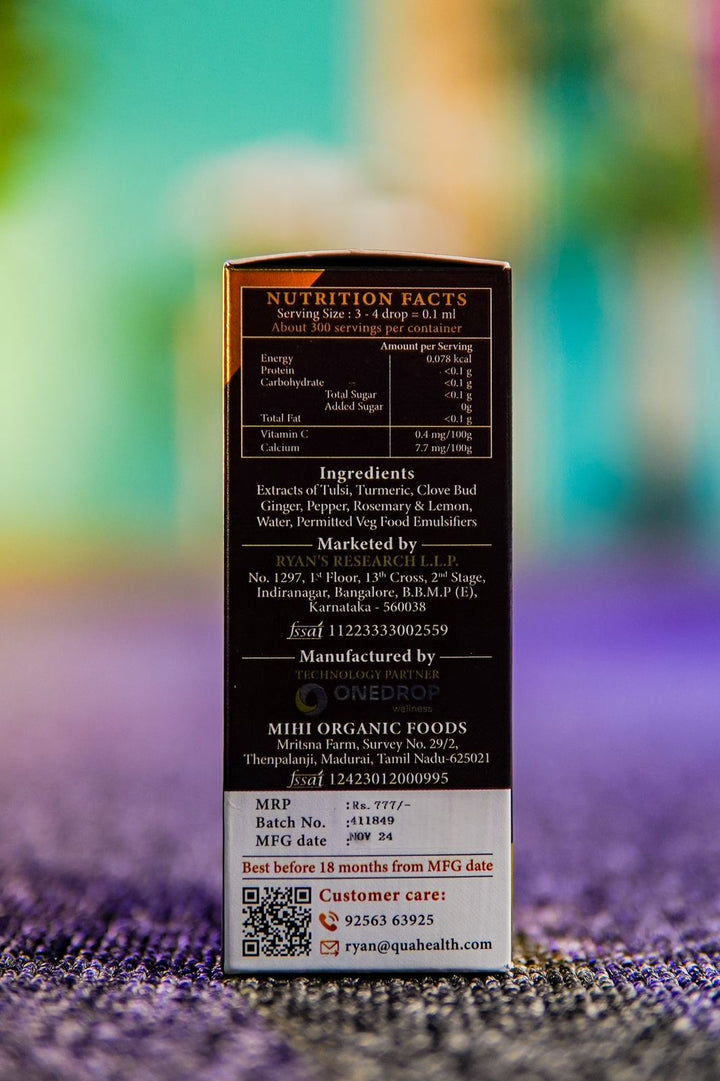 NUTRITION FACTS
Serving Size : 3 - 4 drop = 0.1 ml
About 300 servings per container
Amount per Serving
Energy 0.078 kcal
Protein <0.1 g
Carbohydrate <0.1 g
Total Sugar <0.1 g
Added Sugar 0g
Total Fat <0.1 g
Vitamin C 0.4 mg/100g
Calcium 7.7 mg/100g
Ingredients
Extracts of Tulsi, Turmeric, Clove Bud
Ginger, Pepper, Rosemary & Lemon,
Water, Permitted Veg Food Emulsifiers
Marketed by
RYAN'S RESEARCH L.L.P.
No. 1297, 1st Floor, 13th Cross, 2nd Stage,
Indiranagar, Bangalore, B.B.M.P (E),
Karnataka - 560038
fssai 11223333002559
Manufactured by
TECHNOLOGY PARTNER
ONEDROP
wellness
MIHI ORGANIC FOODS
Mritsna Farm, Survey No. 29/2,
Thenpalanji, Madurai, Tamil Nadu-625021
fssai 12423012000995
MRP : Rs. 777/-
Batch No. :411849
MFG date : NOV 24
Best before 18 months from MFG date
Customer care:
92563 63925
ryan@quahealth.com